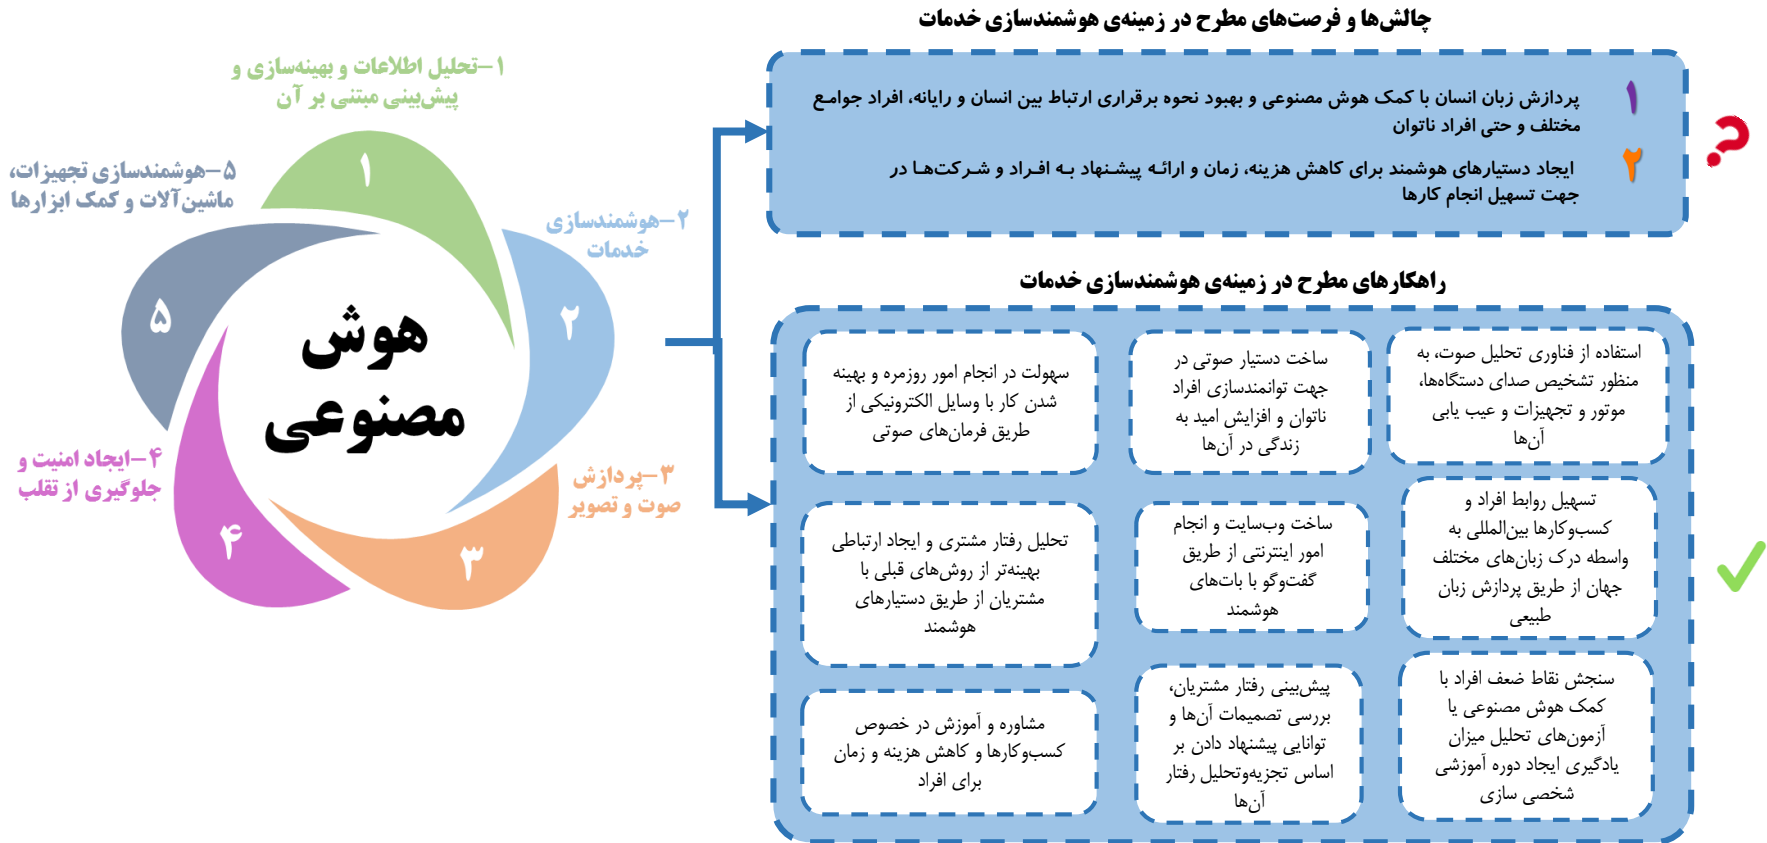 چالش‌ها و فرصت‌های مطرح در زمینه‌ی هوشمندسازی خدمات
۱
پردازش زبان انسان با کمک هوش مصنوعی و بهبود نحوه برقراری ارتباط بین انسان و رایانه، افراد جوامع
مختلف و حتی افراد ناتوان
۲
ایجاد دستیارهای هوشمند برای کاهش هزینه، زمان و ارائه پیشنهاد به افراد و شرکت‌ها در
جهت تسهیل انجام کارها
؟
۱-تحلیل اطلاعات و بهینه‌سازی و
پیش‌بینی مبتنی بر آن
۲-هوشمندسازی
خدمات
۳-پردازش
صوت و تصویر
۴-ایجاد امنیت و
جلوگیری از تقلب
۵-هوشمندسازی تجهیزات،
ماشین‌آلات و کمک ابزارها
۱
۲
۳
۴
۵
هوش
مصنوعی
راهکارهای مطرح در زمینه‌ی هوشمندسازی خدمات
استفاده از فناوری تحلیل صوت، به
منظور تشخیص صدای دستگاه‌ها،
موتور و تجهیزات و عیب یابی
آن‌ها
ساخت دستیار صوتی در
جهت توانمندسازی افراد
ناتوان و افزایش امید به
زندگی در آن‌ها
سهولت در انجام امور روزمره و بهینه
شدن کار با وسایل الکترونیکی از
طریق فرمان‌های صوتی
تسهیل روابط افراد و
کسب‌وکارها بین‌المللی به
واسطه درک زبان‌های مختلف
جهان از طریق پردازش زبان
طبیعی
ساخت وب‌سایت و انجام
امور اینترنتی از طریق
گفت‌وگو با بات‌های
هوشمند
تحلیل رفتار مشتری و ایجاد ارتباطی
بهینه‌تر از روش‌های قبلی با
مشتریان از طریق دستیارهای
هوشمند
سنجش نقاط ضعف افراد با
کمک هوش مصنوعی یا
آزمون‌های تحلیل میزان
یادگیری ایجاد دوره آموزشی
شخصی سازی
پیش‌بینی رفتار مشتریان،
بررسی تصمیمات آن‌ها و
توانایی پیشنهاد دادن بر
اساس تجزیه‌وتحلیل رفتار
آن‌ها
مشاوره و آموزش در خصوص
کسب‌وکارها و کاهش هزینه و زمان
برای افراد